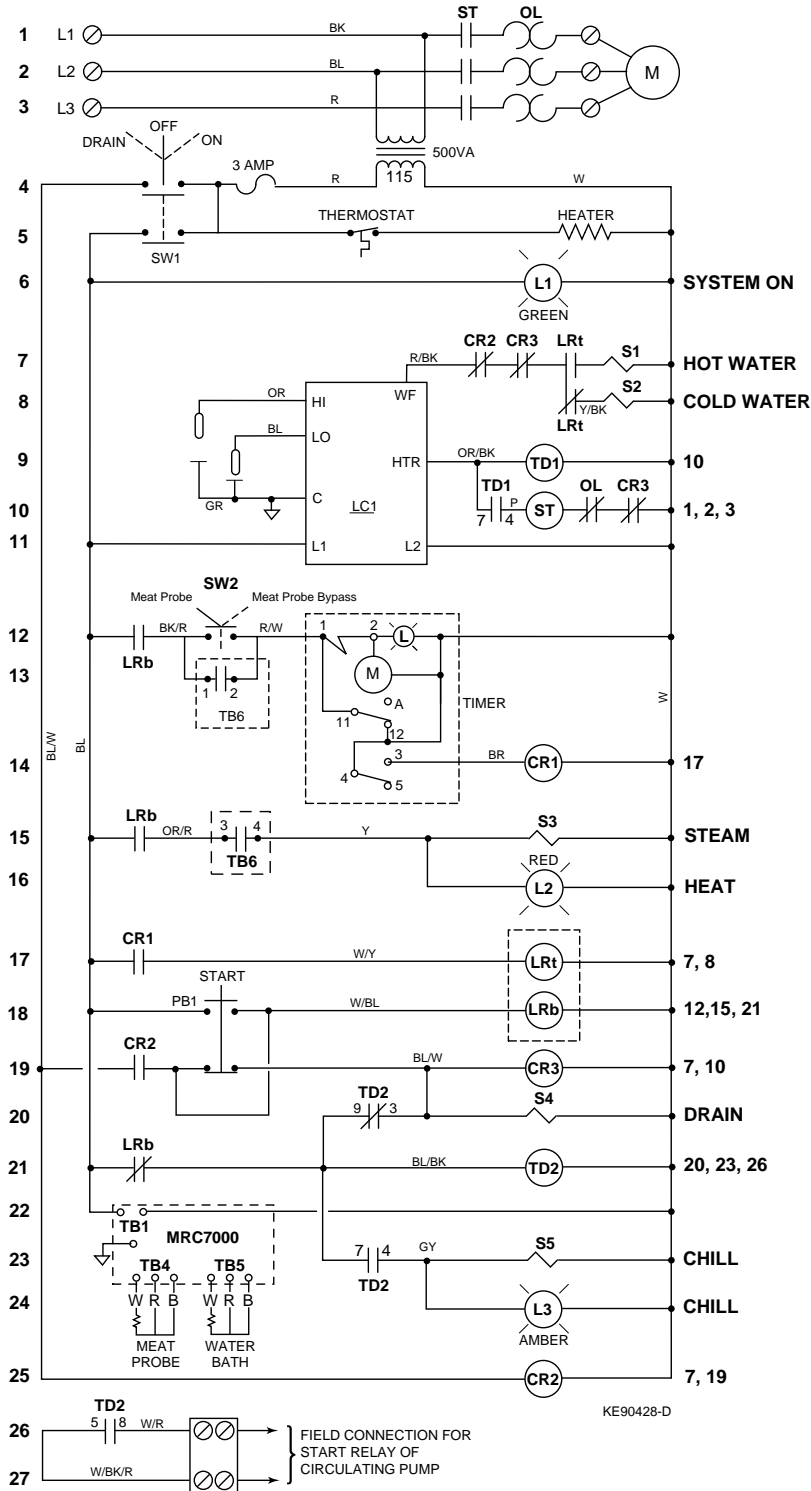 ST OL
1 L1 BK
2 L2 BL M
3 L3 R
OFF
DRAIN ON
500VA
3 AMP
4 R 115 W
THERMOSTAT HEATER
5
SW1
6 L1 SYSTEM ON
GREEN
CR2 CR3 LRt S1
7 R/BK HOT WATER
WF
8 OR HI Y/BK S2 COLD WATER
LRt
BL LO
9 HTR OR/BK TD1 10
TD1 P OL CR3
10 GR C LC1 7 4 ST 1, 2, 3
11 L1 L2
SW2
Meat Probe Meat Probe Bypass
12 BK/R R/W 1 2 L
LRb
13 1 2 M W
TB6 A TIMER
11
12
BL/W BL
14 3 BR CR1 17
4 5
LRb
15 OR/R 3 4 Y S3 STEAM
TB6
RED
16 L2 HEAT
CR1
17 W/Y LRt 7, 8
START
18 PB1 W/BL LRb 12,15, 21
CR2
19 BL/W CR3 7, 10
TD2
20 9 3 S4 DRAIN
LRb
21 BL/BK TD2 20, 23, 26
22 TB1
MRC7000
23 TB4 TB5 7 4 GY S5 CHILL
TD2
24 W R B W R B L3 CHILL
AMBER
MEAT PROBE WATER BATH
25 CR2 7, 19
KE90428-D
TD2
26 5 8 W/R
FIELD CONNECTION FOR
START RELAY OF
CIRCULATING PUMP
27 W/BK/R